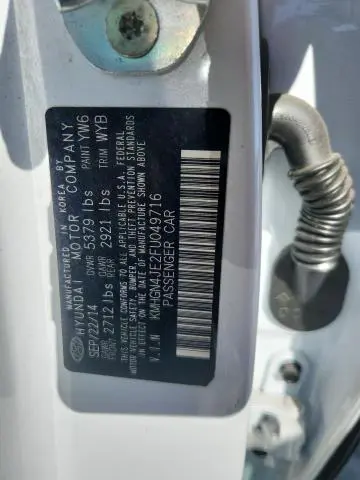 MANUFACTURED IN KOREA BY
HYUNDAI MOTOR COMPANY
SEP/22/14 GVWR 5379 lbs PAINT YW6
GAWR FRONT 2712 lbs GAWR REAR 2921 lbs TRIM WYB
THIS VEHICLE CONFORMS TO ALL APPLICABLE U.S.A. FEDERAL
MOTOR VEHICLE SAFETY, BUMPER, AND THEFT PREVENTION STANDARDS
IN EFFECT ON THE DATE OF MANUFACTURE SHOWN ABOVE.
V.I.N KMHGN4JE2FU049716
PASSENGER CAR